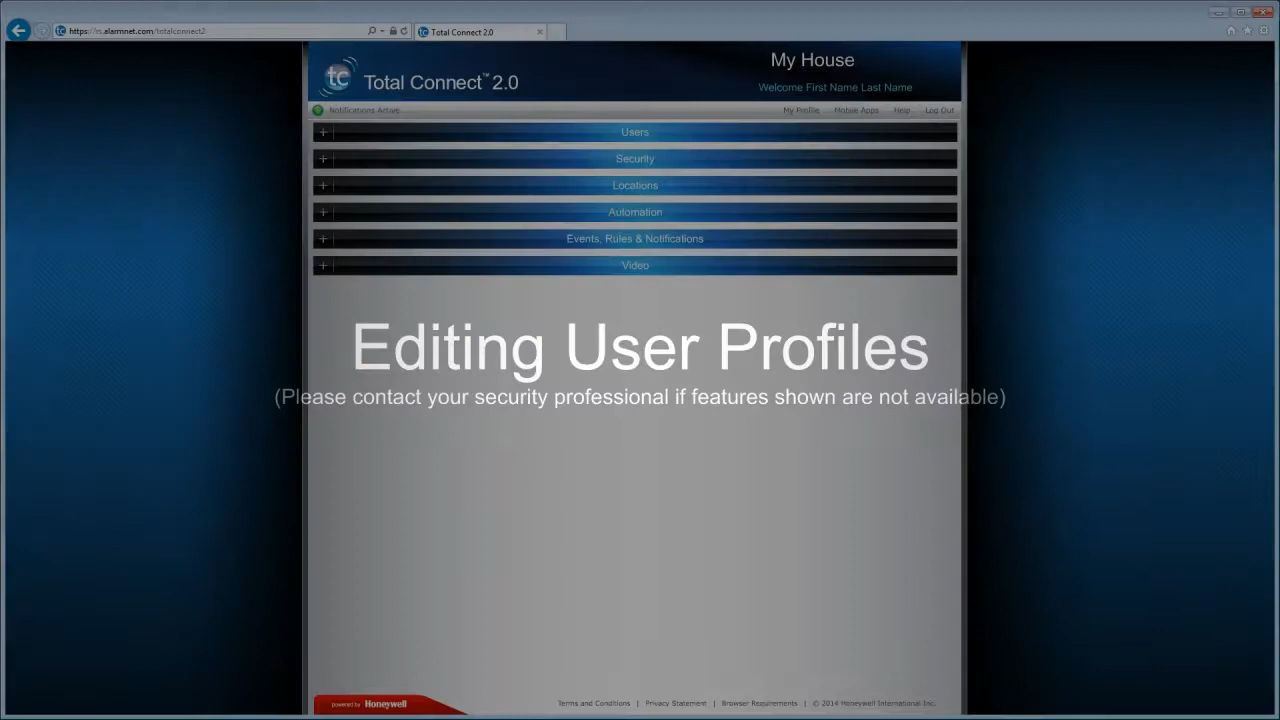 https://rs.alarmnet.com/totalconnect2
Total Connect 2.0
tc Total Connect™ 2.0
My House
Welcome First Name Last Name
Notifications Active
My Profile Mobile Apps Help Log Out
+ Users
+ Security
+ Locations
+ Automation
+ Events, Rules & Notifications
+ Video
Editing User Profiles
(Please contact your security professional if features shown are not available)
powered by Honeywell
Terms and Conditions | Privacy Statement | Browser Requirements | © 2014 Honeywell International Inc.